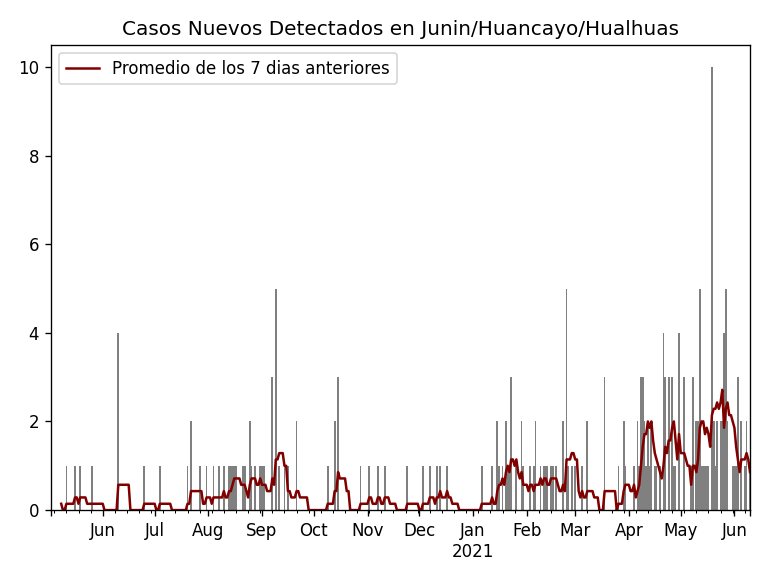 Casos Nuevos Detectados en Junin/Huancayo/Hualhuas
Promedio de los 7 dias anteriores
10
8
6
4
2
0
Jun Jul Aug Sep Oct Nov Dec Jan Feb Mar Apr May Jun
2021